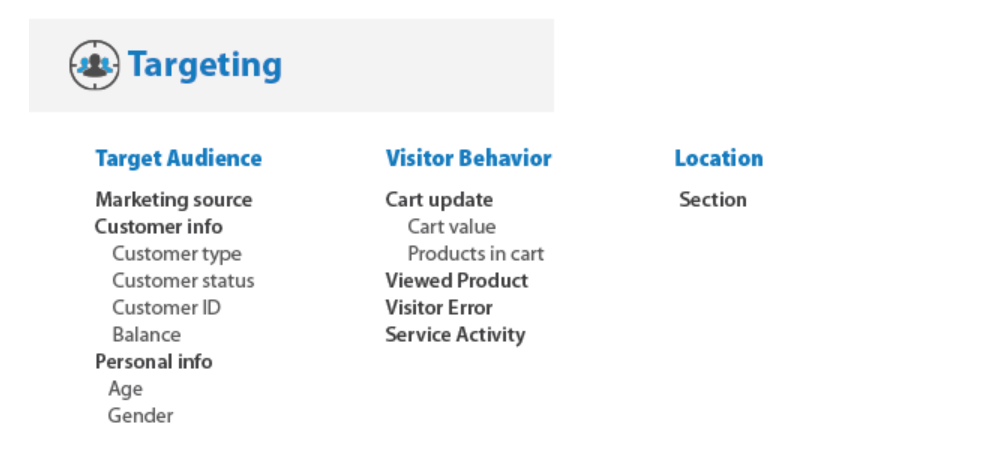 Targeting
Target Audience
Marketing source
Customer info
Customer type
Customer status
Customer ID
Balance
Personal info
Age
Gender
Visitor Behavior
Cart update
Cart value
Products in cart
Viewed Product
Visitor Error
Service Activity
Location
Section